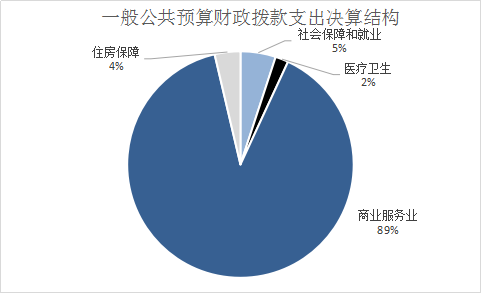 一般公共预算财政拨款支出决算结构
社会保障和就业
5%
医疗卫生
2%
商业服务业
89%
住房保障
4%